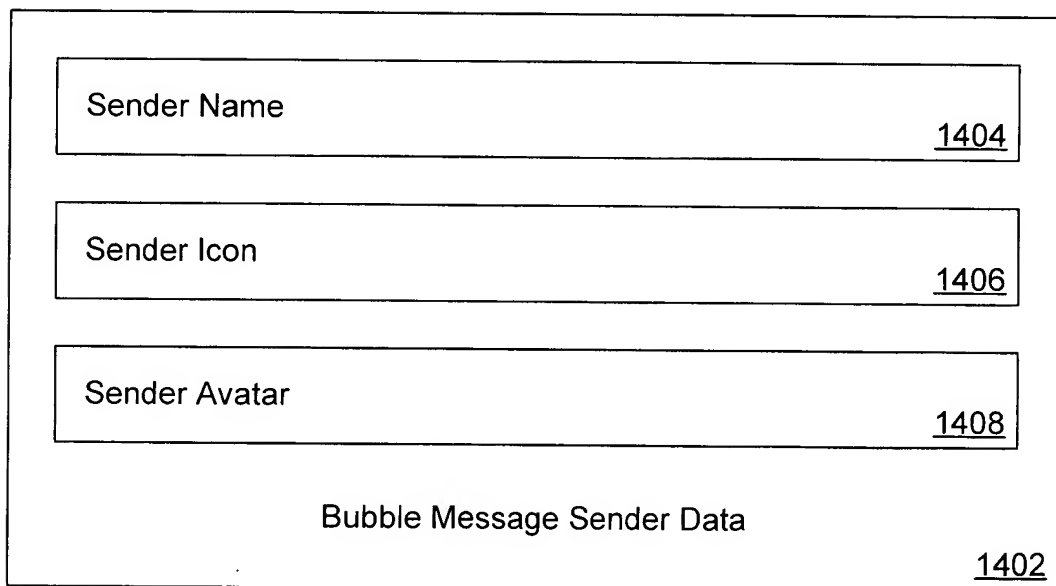 Sender Name
1404
Sender Icon
1406
Sender Avatar
1408
Bubble Message Sender Data
1402